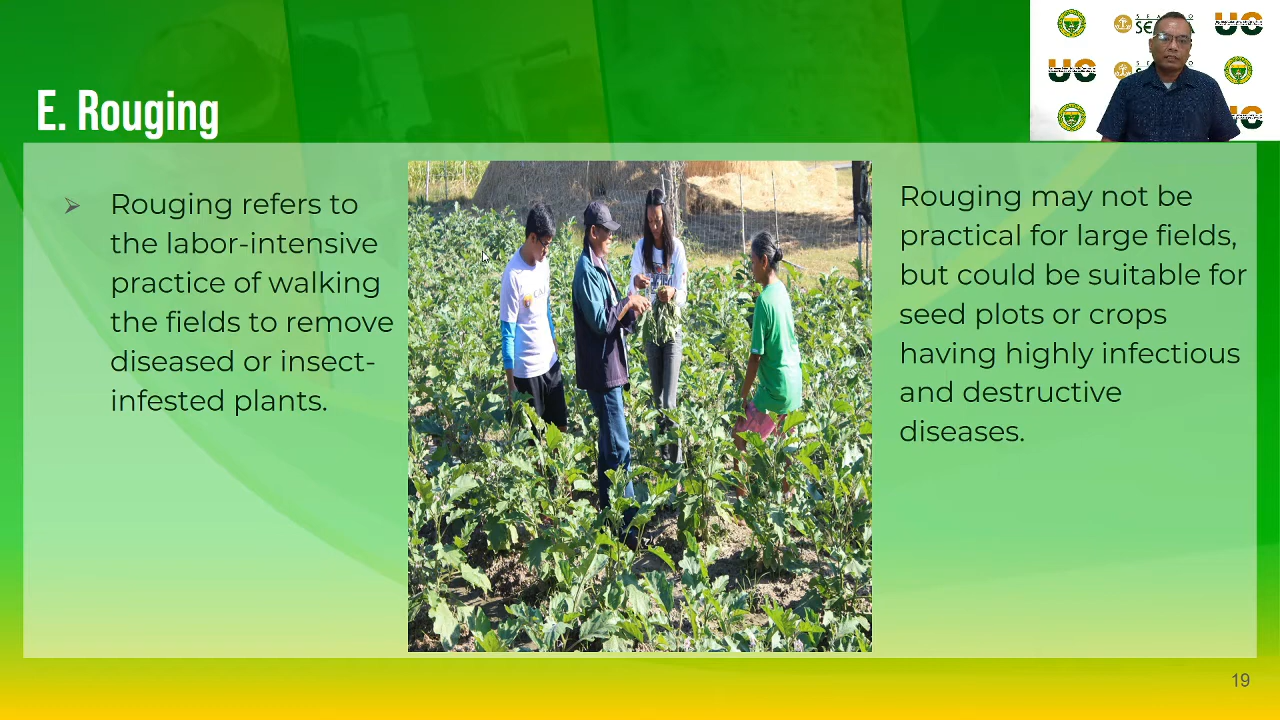 E. Rouging
➢ Rouging refers to
the labor-intensive
practice of walking
the fields to remove
diseased or insect-
infested plants.
Rouging may not be
practical for large fields,
but could be suitable for
seed plots or crops
having highly infectious
and destructive
diseases.
19